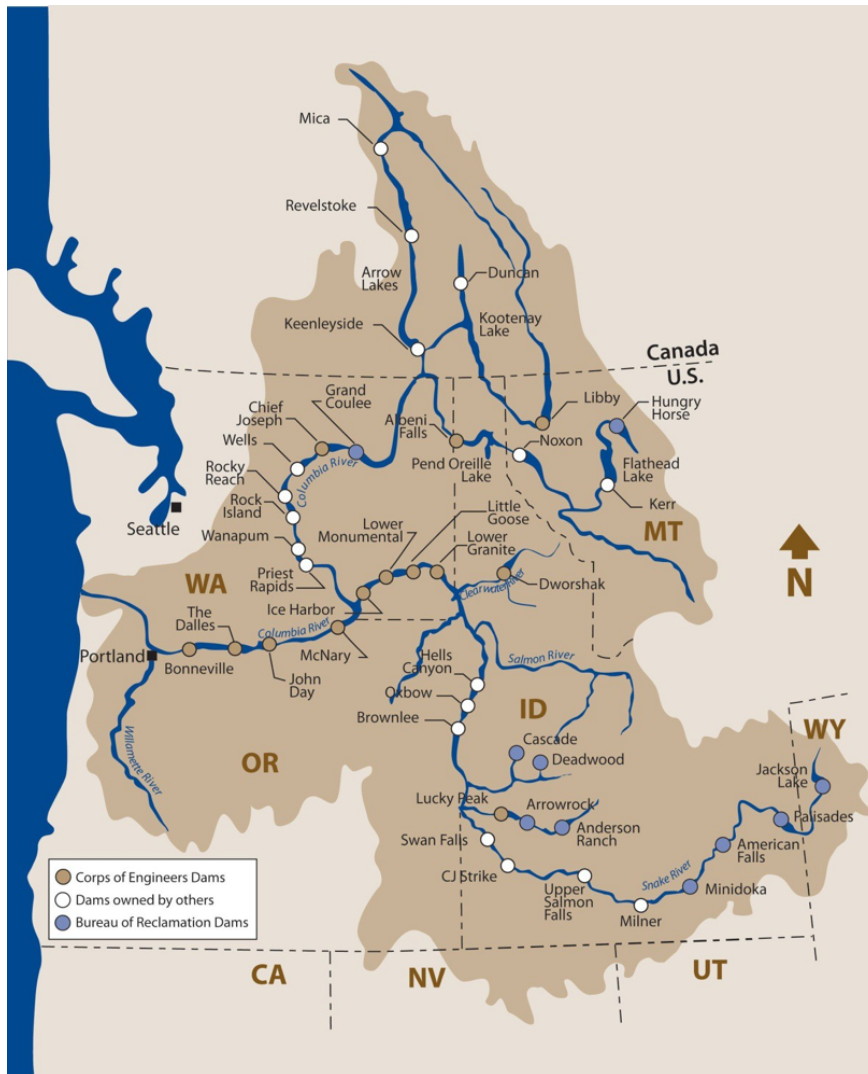 Mica
Revelstoke
Arrow
Lakes
Duncan
Kootenay
Lake
Keenleyside
Canada
U.S.
Grand
Coulee
Chief
Joseph
Wells
Rocky
Reach
Rock
Island
Wanapum
Priest
Rapids
Columbia River
Albeni
Falls
Pend Oreille
Lake
Libby
Noxon
Hungry
Horse
Flathead
Lake
Kerr
MT
Seattle
WA
Lower
Monumental
Little
Goose
Lower
Granite
Ice Harbor
Clearwater River
Dworshak
N
The
Dalles
Columbia River
Portland
Bonneville
John
Day
McNary
Hells
Canyon
Oxbow
Brownlee
Salmon River
ID
OR
Willamette River
Cascade
Deadwood
Lucky Peak
Arrowrock
Anderson
Ranch
Swan Falls
CJ Strike
Upper
Salmon
Falls
Milner
Snake River
Minidoka
American
Falls
Palisades
Jackson
Lake
WY
Corps of Engineers Dams
Dams owned by others
Bureau of Reclamation Dams
CA
NV
UT